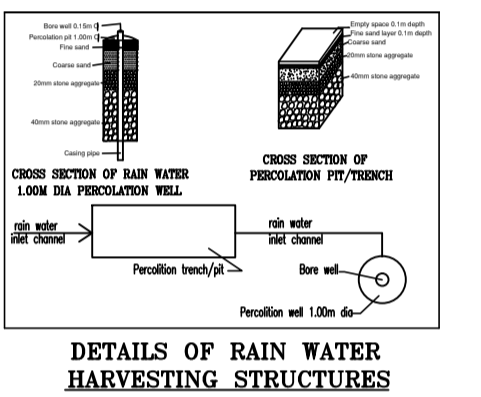 Bore well 0.15m
Percolation pit 1.00m
Fine sand
Coarse sand
20mm stone aggregate
40mm stone aggregate
Casing pipe
CROSS SECTION OF RAIN WATER
1.00M DIA PERCOLATION WELL
Empty space 0.1m depth
Fine sand layer 0.1m depth
Coarse sand
20mm stone aggregate
40mm stone aggregate
CROSS SECTION OF
PERCOLATION PIT/TRENCH
rain water
inlet channel
Percolition trench/pit
rain water
inlet channel
Bore well
Percolition well 1.00m dia
DETAILS OF RAIN WATER
HARVESTING STRUCTURES